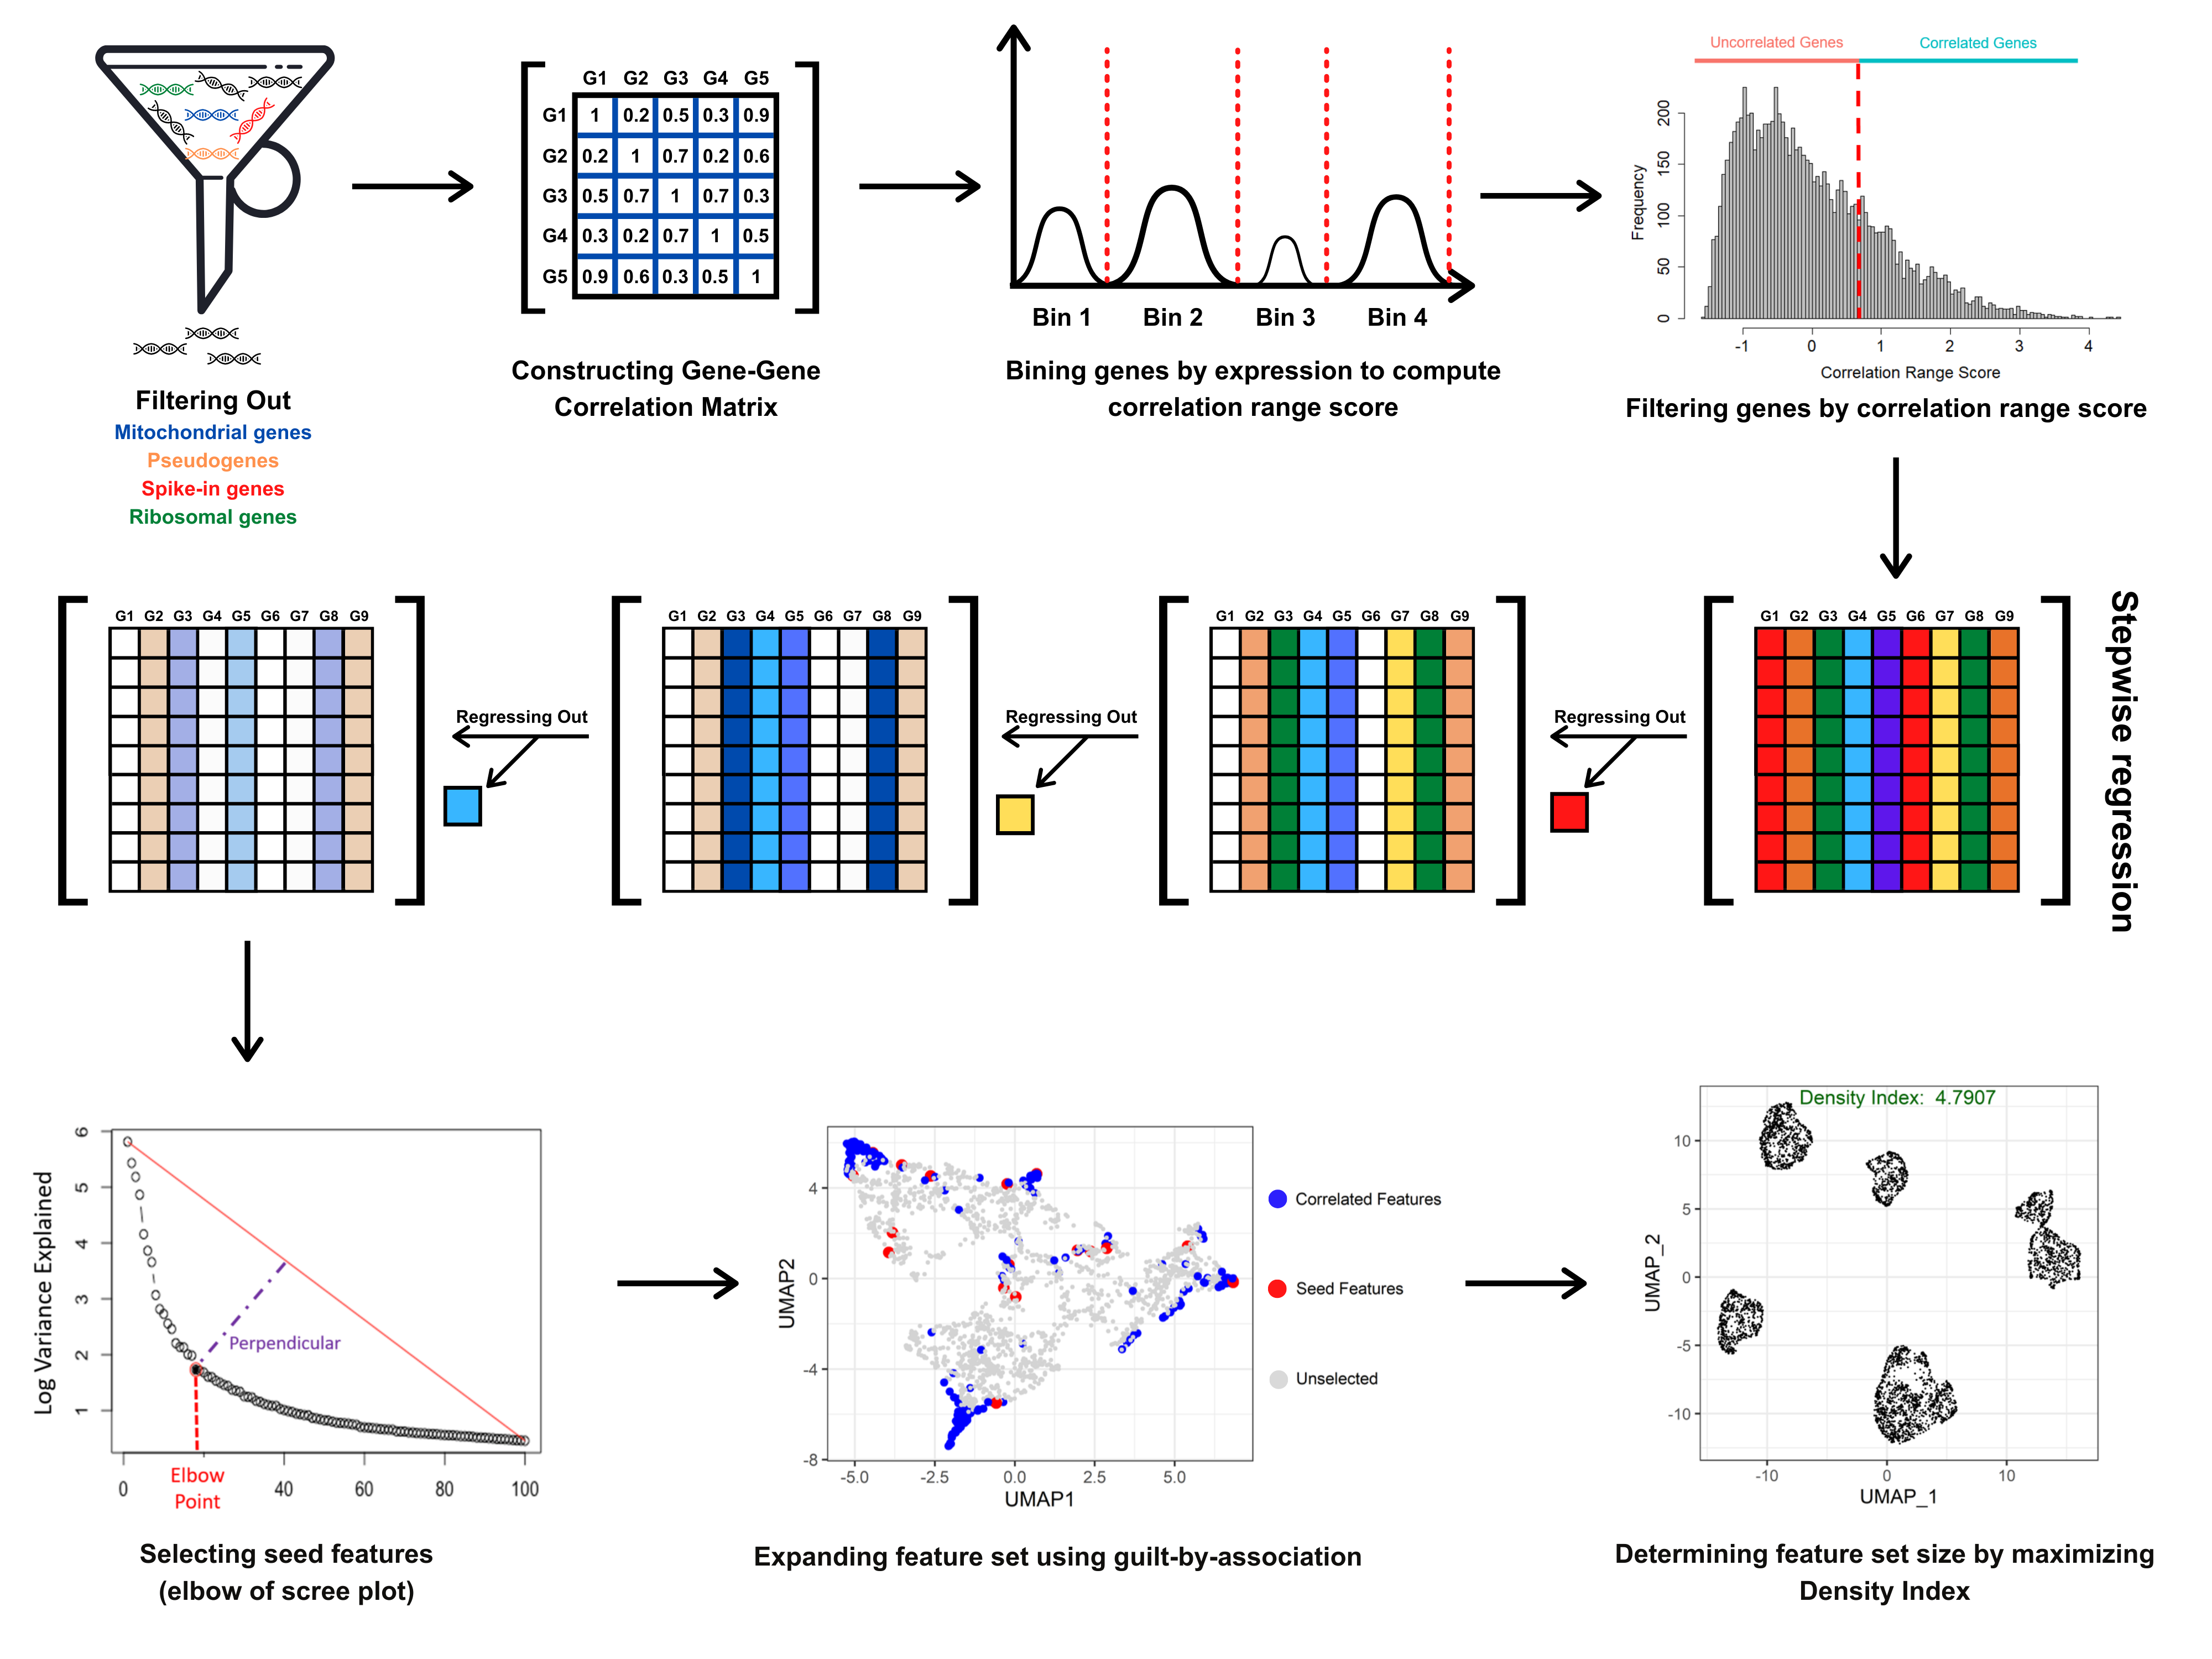 Filtering Out
Mitochondrial genes
Pseudogenes
Spike-in genes
Ribosomal genes
G1 G2 G3 G4 G5
G1 1 0.2 0.5 0.3 0.9
G2 0.2 1 0.7 0.2 0.6
G3 0.5 0.7 1 0.7 0.3
G4 0.3 0.2 0.7 1 0.5
G5 0.9 0.6 0.3 0.5 1
Constructing Gene-Gene
Correlation Matrix
Bin 1 Bin 2 Bin 3 Bin 4
Bining genes by expression to compute
correlation range score
Uncorrelated Genes Correlated Genes
Frequency
200
150
100
50
0
-1 0 1 2 3 4
Correlation Range Score
Filtering genes by correlation range score
Stepwise regression
G1 G2 G3 G4 G5 G6 G7 G8 G9
Regressing Out
G1 G2 G3 G4 G5 G6 G7 G8 G9
Regressing Out
G1 G2 G3 G4 G5 G6 G7 G8 G9
Regressing Out
G1 G2 G3 G4 G5 G6 G7 G8 G9
Log Variance Explained
6
5
4
3
2
1
Perpendicular
Elbow
Point
0 40 60 80 100
Selecting seed features
(elbow of scree plot)
UMAP2
4
0
-4
-8
-5.0 -2.5 0.0 2.5 5.0
UMAP1
Correlated Features
Seed Features
Unselected
Expanding feature set using guilt-by-association
Density Index: 4.7907
UMAP_2
10
5
0
-5
-10
-10 0 10
UMAP_1
Determining feature set size by maximizing
Density Index